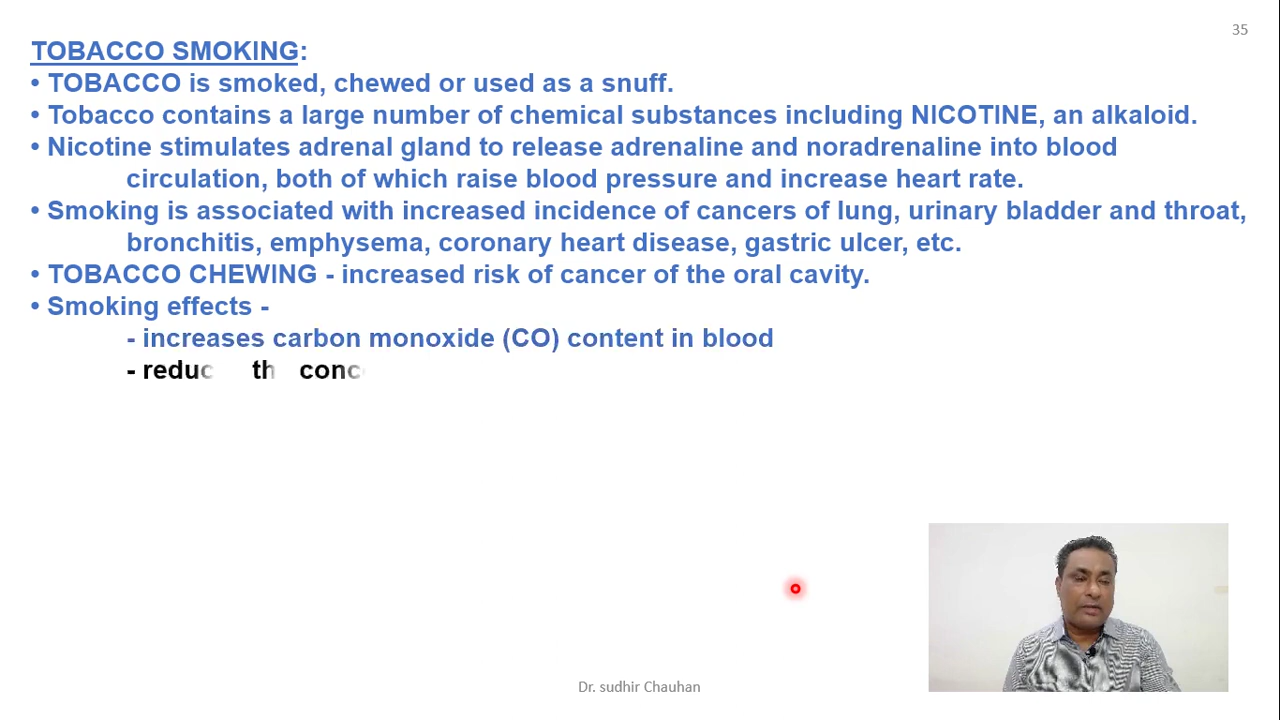 35
TOBACCO SMOKING:
• TOBACCO is smoked, chewed or used as a snuff.
• Tobacco contains a large number of chemical substances including NICOTINE, an alkaloid.
• Nicotine stimulates adrenal gland to release adrenaline and noradrenaline into blood
circulation, both of which raise blood pressure and increase heart rate.
• Smoking is associated with increased incidence of cancers of lung, urinary bladder and throat,
bronchitis, emphysema, coronary heart disease, gastric ulcer, etc.
• TOBACCO CHEWING - increased risk of cancer of the oral cavity.
• Smoking effects -
- increases carbon monoxide (CO) content in blood
-
Dr. sudhir Chauhan